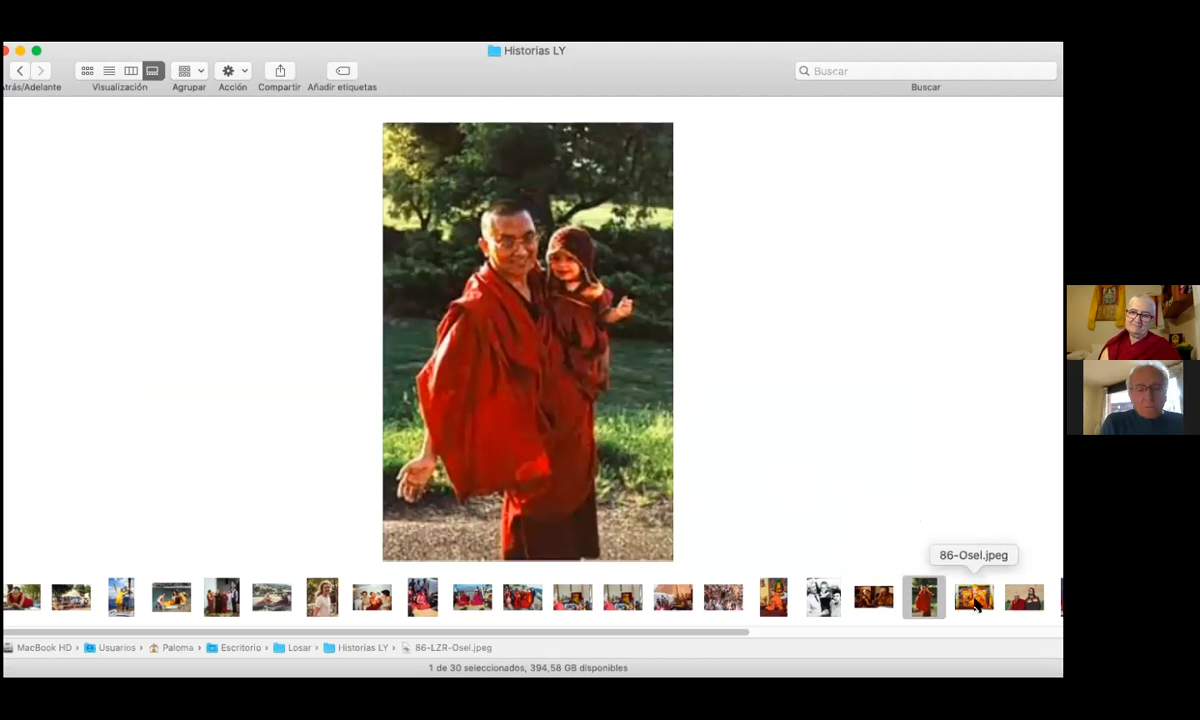 Historias LY
Buscar
Atrás/Adelante
Visualización
Agrupar
Acción
Compartir
Añadir etiquetas
Buscar
86-Osel.jpeg
MacBook HD › Usuarios › Paloma › Escritorio › Losar › Historias LY › 86-LZR-Osel.jpeg
1 de 30 seleccionados, 394,58 GB disponibles